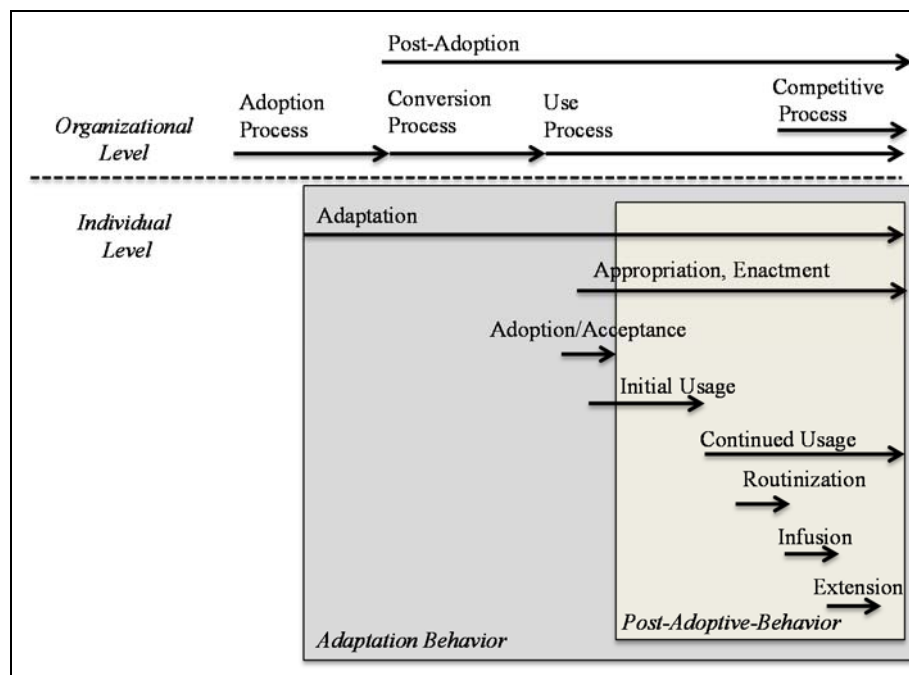 Post-Adoption
Adoption
Process
Conversion
Process
Use
Process
Competitive
Process
Organizational
Level
Individual
Level
Adaptation
Appropriation, Enactment
Adoption/Acceptance
Initial Usage
Continued Usage
Routinization
Infusion
Extension
Post-Adoptive-Behavior
Adaptation Behavior